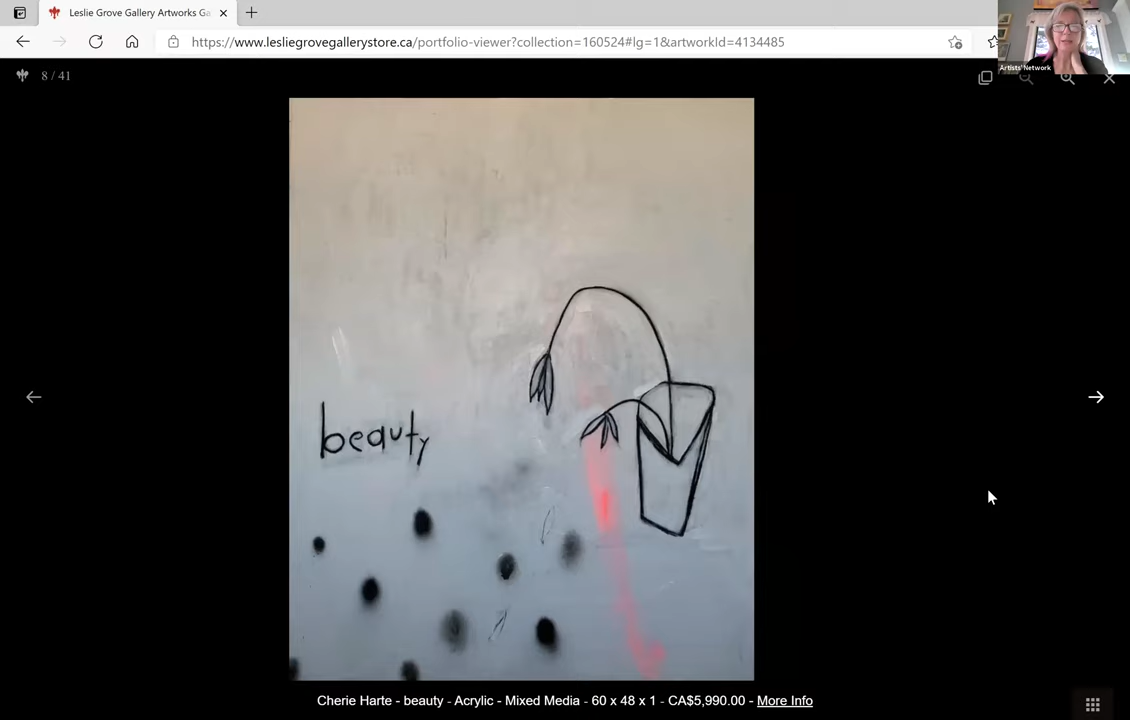 Leslie Grove Gallery Artworks Ga
https://www.lesliegrovegallerystore.ca/portfolio-viewer?collection=160524#lg=1&artworkId=4134485
Artists' Network
8 / 41
beauty
Cherie Harte - beauty - Acrylic - Mixed Media - 60 x 48 x 1 - CA$5,990.00 - More Info